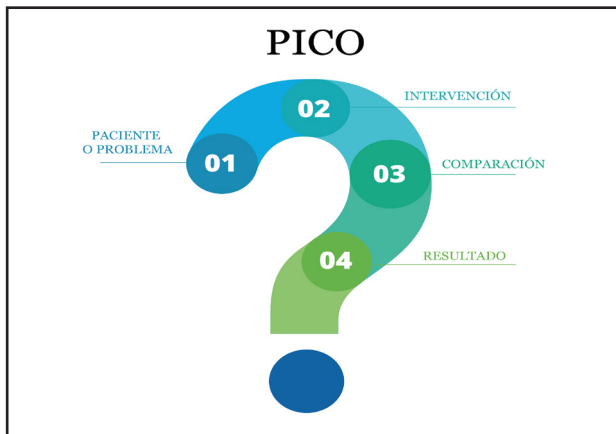 PICO
01
PACIENTE
O PROBLEMA
02
INTERVENCIÓN
03
COMPARACIÓN
04
RESULTADO